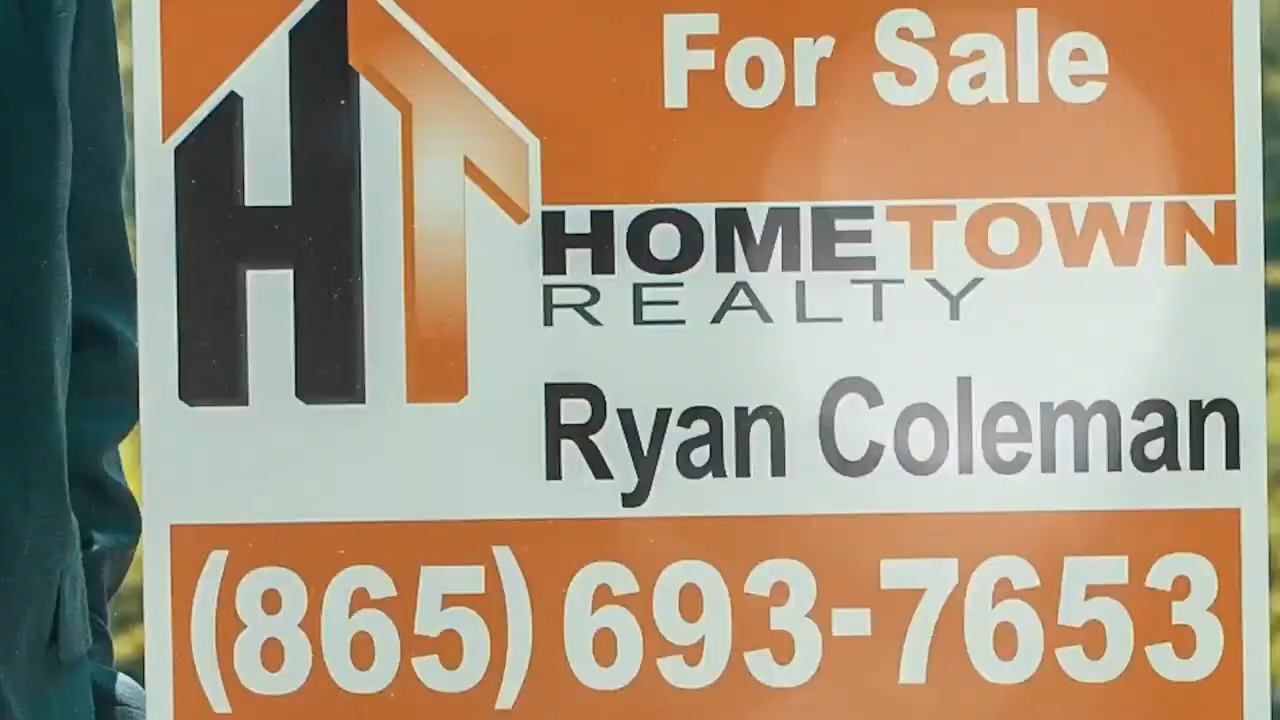 For Sale
HT
HOMETOWN
REALTY
Ryan Coleman
(865) 693-7653